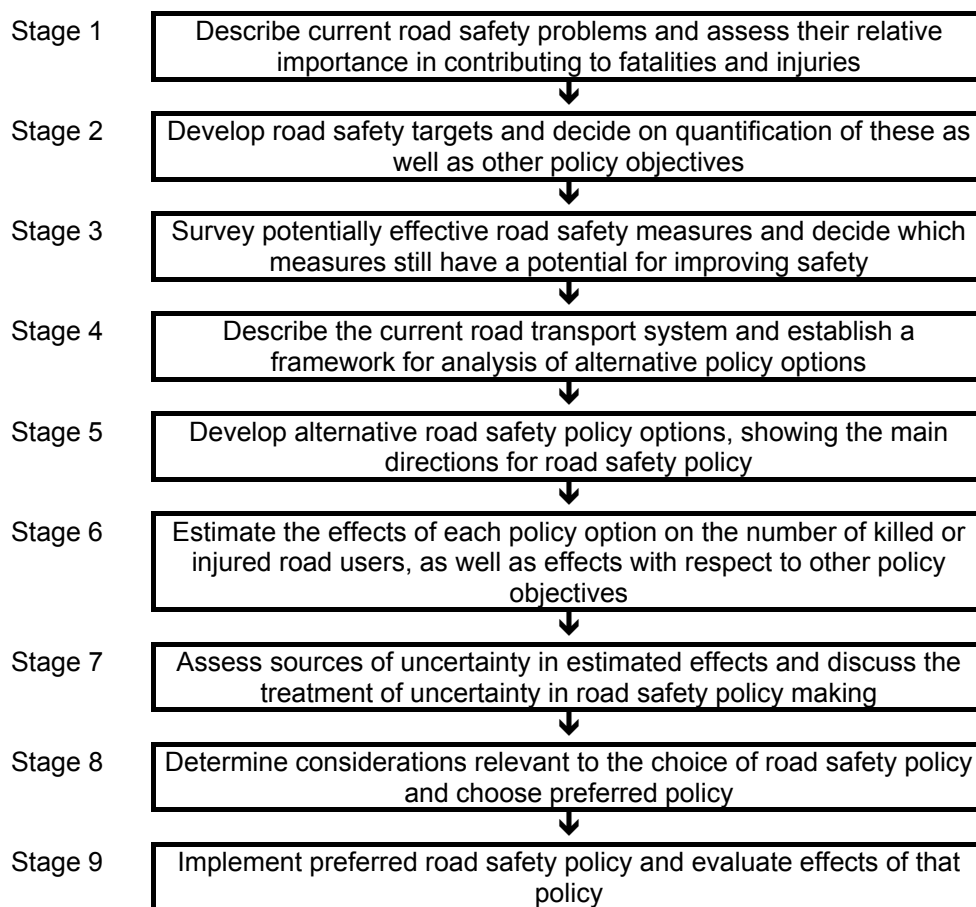 Stage 1
Describe current road safety problems and assess their relative
importance in contributing to fatalities and injuries
Stage 2
Develop road safety targets and decide on quantification of these as
well as other policy objectives
Stage 3
Survey potentially effective road safety measures and decide which
measures still have a potential for improving safety
Stage 4
Describe the current road transport system and establish a
framework for analysis of alternative policy options
Stage 5
Develop alternative road safety policy options, showing the main
directions for road safety policy
Stage 6
Estimate the effects of each policy option on the number of killed or
injured road users, as well as effects with respect to other policy
objectives
Stage 7
Assess sources of uncertainty in estimated effects and discuss the
treatment of uncertainty in road safety policy making
Stage 8
Determine considerations relevant to the choice of road safety policy
and choose preferred policy
Stage 9
Implement preferred road safety policy and evaluate effects of that
policy